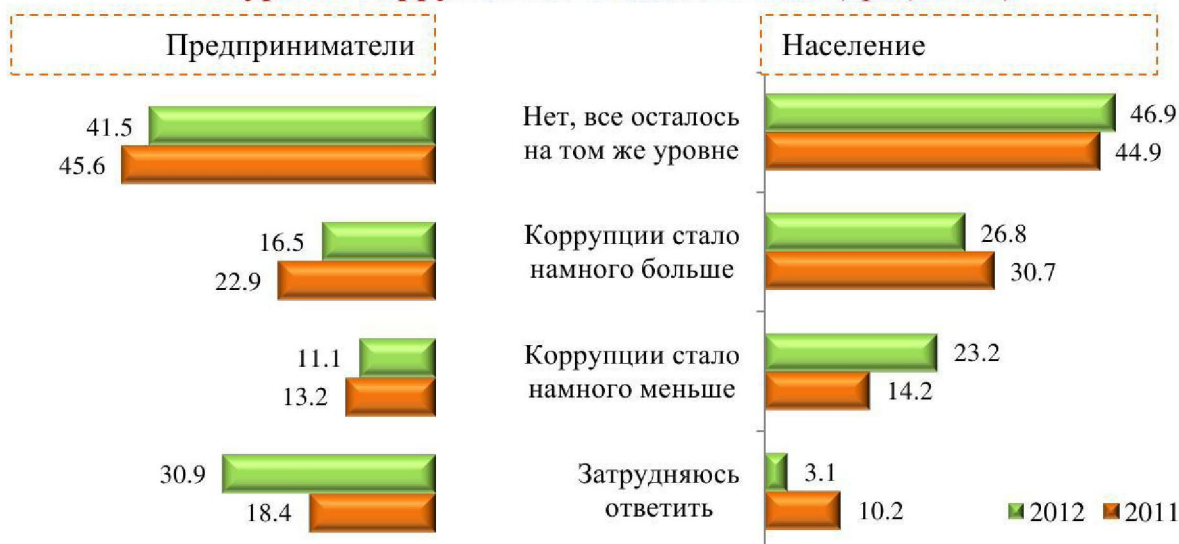 Предприниматели
Население
41.5
45.6
Нет, все осталось
на том же уровне
46.9
44.9
16.5
22.9
Коррупции стало
намного больше
26.8
30.7
11.1
13.2
Коррупции стало
намного меньше
23.2
14.2
30.9
18.4
Затрудняюсь
ответить
3.1
10.2
2012
2011